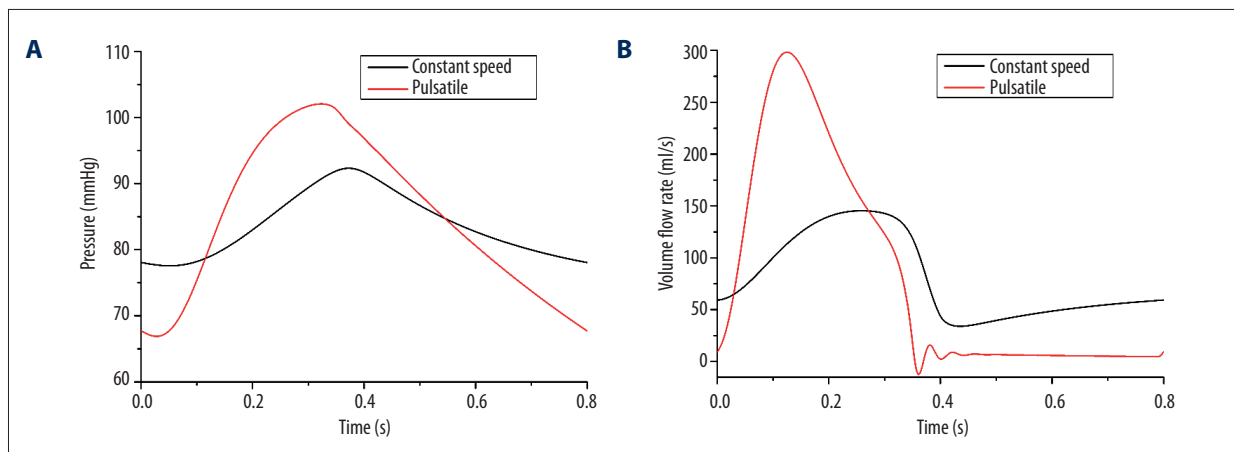 A
110
100
90
80
70
60
Pressure (mmHg)
0.0
0.2
0.4
0.6
0.8
Time (s)
Constant speed
Pulsatile
B
300
250
200
150
100
50
0
Volume flow rate (ml/s)
0.0
0.2
0.4
0.6
0.8
Time (s)
Constant speed
Pulsatile